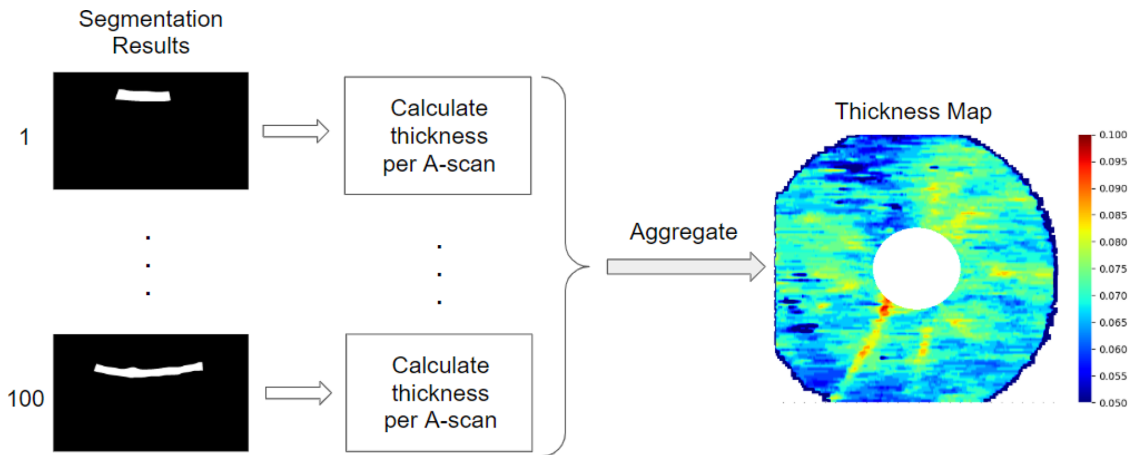 Segmentation
Results
1
Calculate
thickness
per A-scan
.
.
.
.
.
.
100
Calculate
thickness
per A-scan
Aggregate
Thickness Map
0.100
0.095
0.090
0.085
0.080
0.075
0.070
0.065
0.060
0.055
0.050